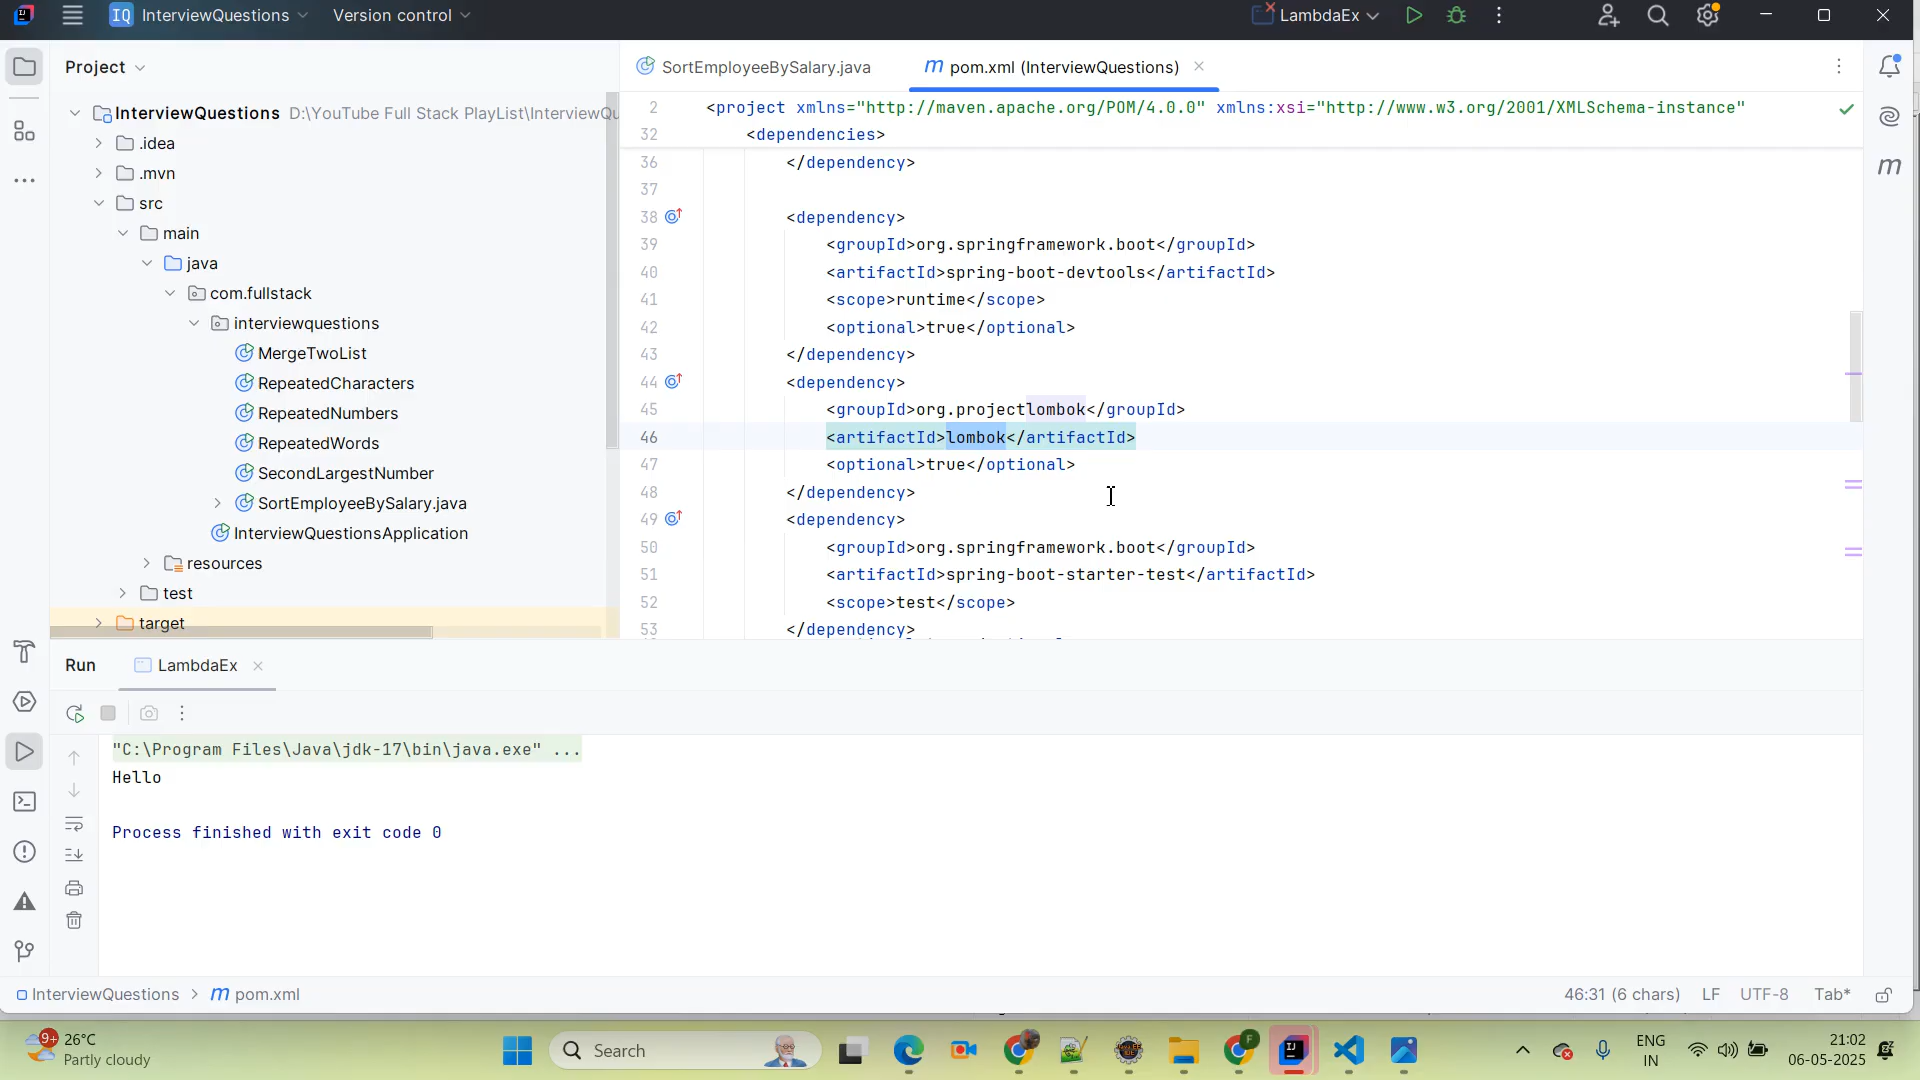 IQ InterviewQuestions Version control LambdaEx
Project
InterviewQuestions D:\YouTube Full Stack PlayList\InterviewQu
.idea
.mvn
src
main
java
com.fullstack
interviewquestions
MergeTwoList
RepeatedCharacters
RepeatedNumbers
RepeatedWords
SecondLargestNumber
SortEmployeeBySalary.java
InterviewQuestionsApplication
resources
test
target
SortEmployeeBySalary.java m pom.xml (InterviewQuestions)
2 <project xmlns="http://maven.apache.org/POM/4.0.0" xmlns:xsi="http://www.w3.org/2001/XMLSchema-instance"
32 <dependencies>
36 </dependency>
37
38 <dependency>
39 <groupId>org.springframework.boot</groupId>
40 <artifactId>spring-boot-devtools</artifactId>
41 <scope>runtime</scope>
42 <optional>true</optional>
43 </dependency>
44 <dependency>
45 <groupId>org.projectlombok</groupId>
46 <artifactId>lombok</artifactId>
47 <optional>true</optional>
48 </dependency>
49 <dependency>
50 <groupId>org.springframework.boot</groupId>
51 <artifactId>spring-boot-starter-test</artifactId>
52 <scope>test</scope>
53 </dependency>
m
Run LambdaEx
"C:\Program Files\Java\jdk-17\bin\java.exe" ...
Hello
Process finished with exit code 0
InterviewQuestions > m pom.xml 46:31 (6 chars) LF UTF-8 Tab*
9+ 26°C
Partly cloudy
Search
ENG
IN
21:02
06-05-2025